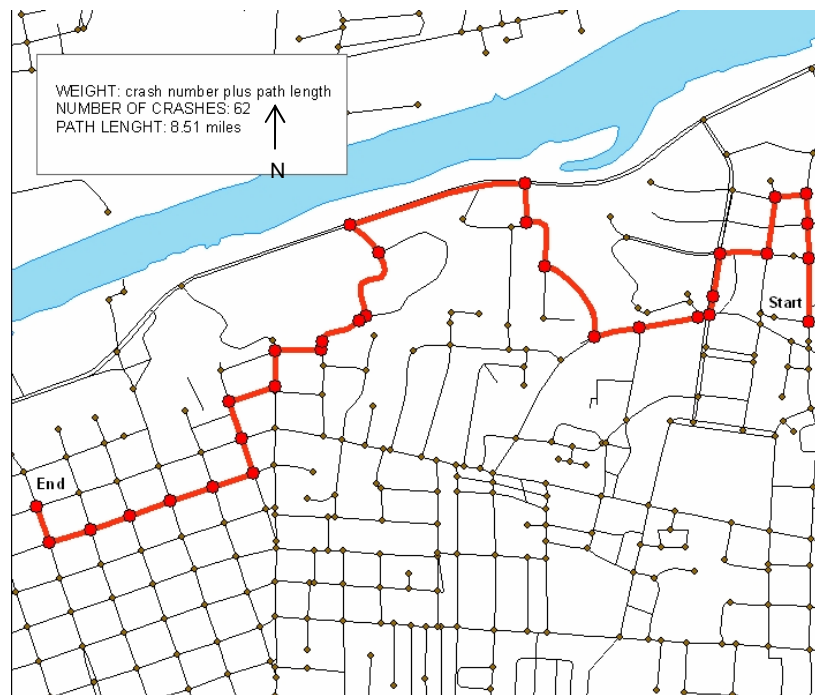 WEIGHT: crash number plus path length
NUMBER OF CRASHES: 62
PATH LENGHT: 8.51 miles
N
Start
End